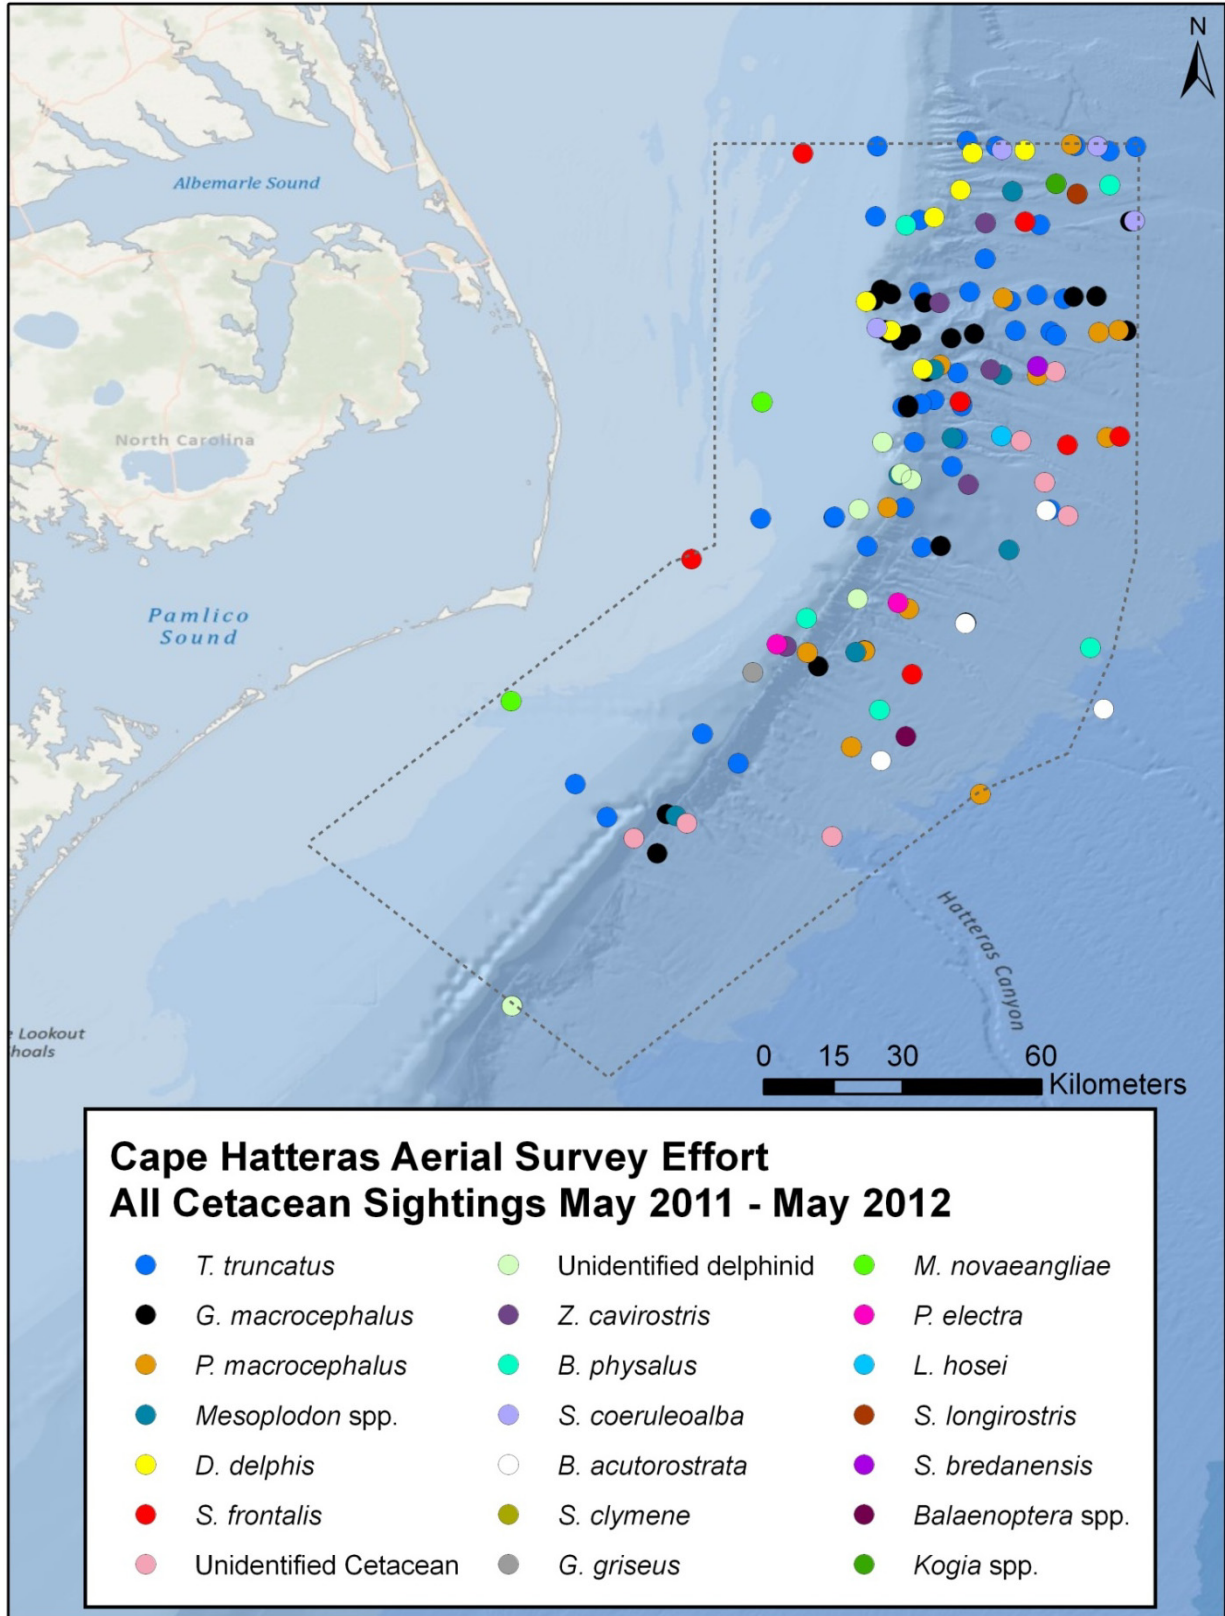 N
Albemarle Sound
North Carolina
Pamlico
Sound
Hatteras Canyon
Lookout
hoals
0 15 30 60
Kilometers
Cape Hatteras Aerial Survey Effort
All Cetacean Sightings May 2011 - May 2012
T. truncatus Unidentified delphinid M. novaeangliae
G. macrocephalus Z. cavirostris P. electra
P. macrocephalus B. physalus L. hosei
Mesoplodon spp. S. coeruleoalba S. longirostris
D. delphis B. acutorostrata S. bredanensis
S. frontalis S. clymene Balaenoptera spp.
Unidentified Cetacean G. griseus Kogia spp.